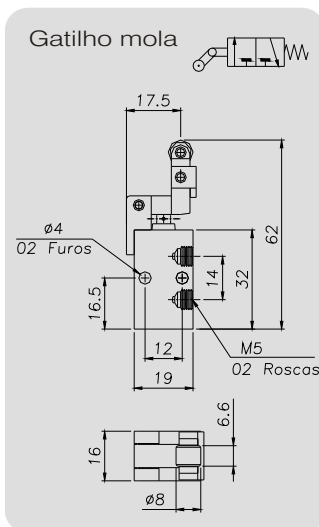 Gatilho mola
17.5
ø4
02 Furos
62
32
14
16.5
12
M5
02 Roscas
19
6.6
16
ø8